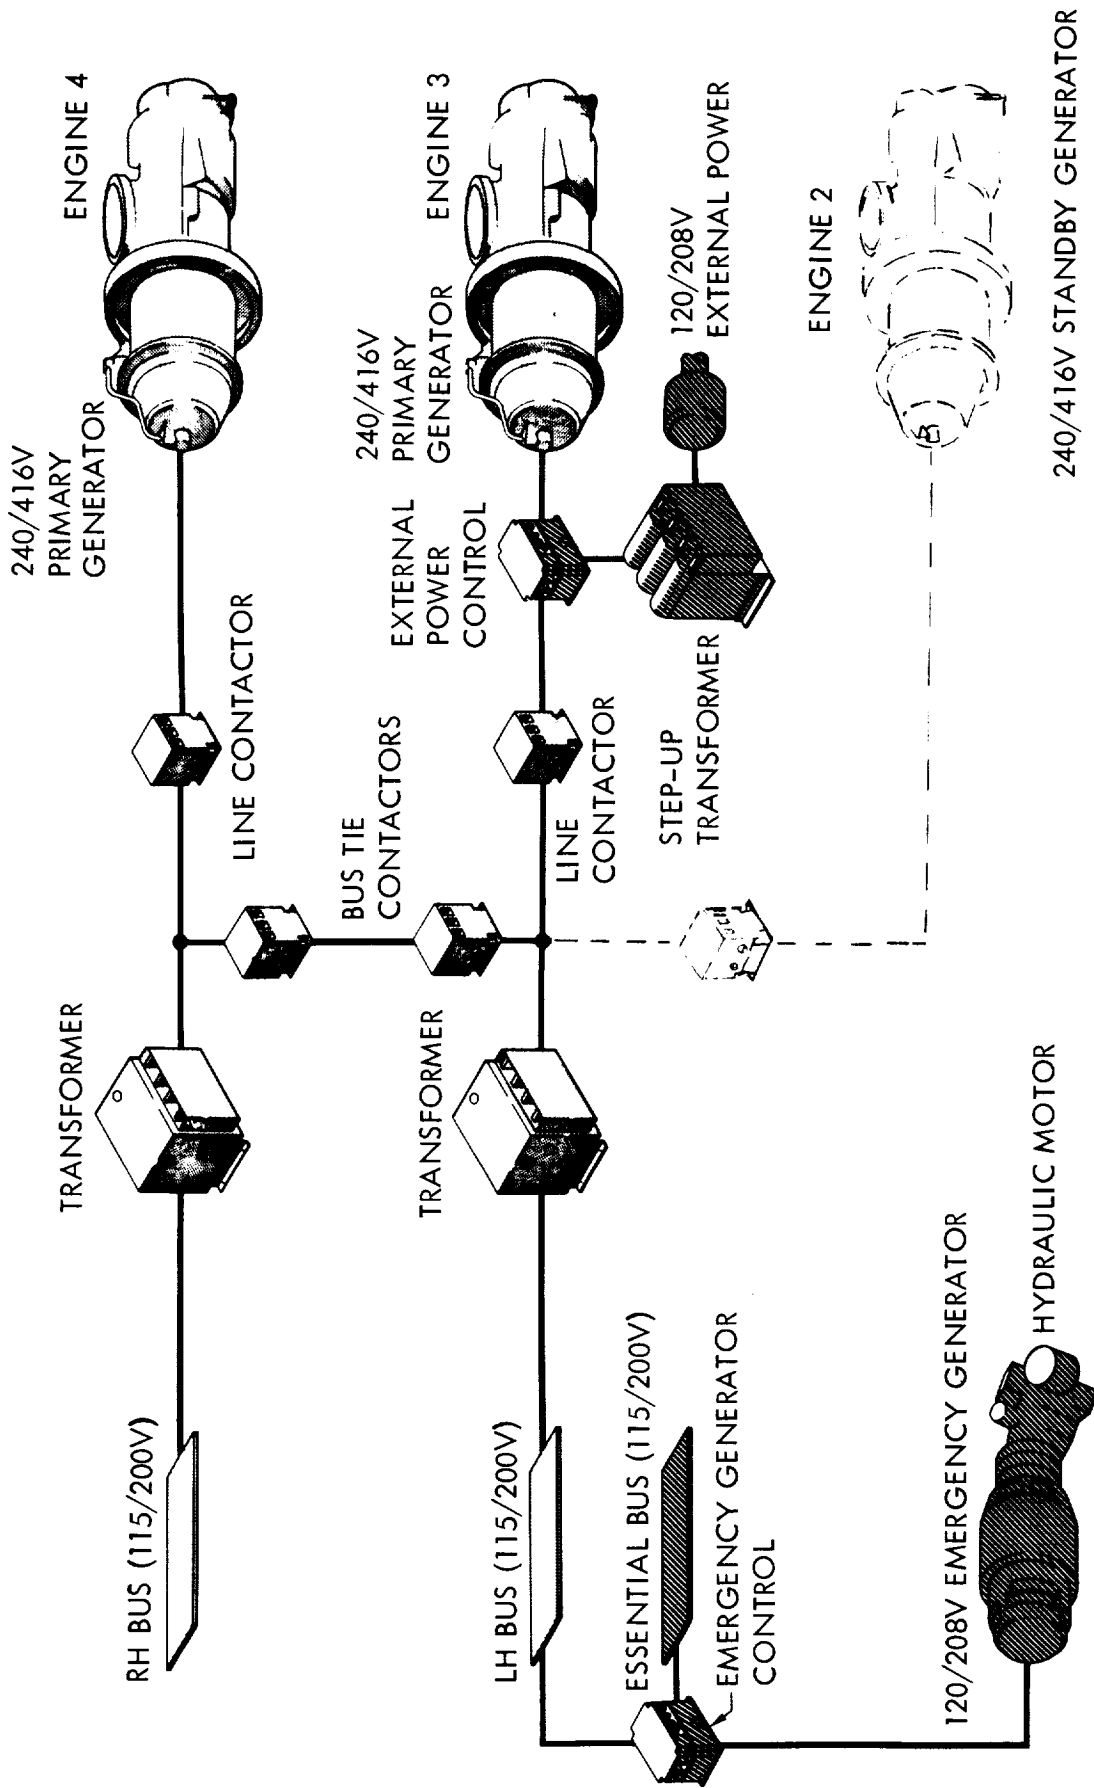 240/416V
PRIMARY
GENERATOR
ENGINE 4
LINE CONTACTOR
TRANSFORMER
RH BUS (115/200V)
BUS TIE
CONTACTORS
240/416V
PRIMARY
GENERATOR
ENGINE 3
EXTERNAL
POWER
CONTROL
LINE
CONTACTOR
TRANSFORMER
LH BUS (115/200V)
120/208V
EXTERNAL POWER
STEP-UP
TRANSFORMER
ESSENTIAL BUS (115/200V)
EMERGENCY GENERATOR
CONTROL
ENGINE 2
240/416V STANDBY GENERATOR
120/208V EMERGENCY GENERATOR
HYDRAULIC MOTOR